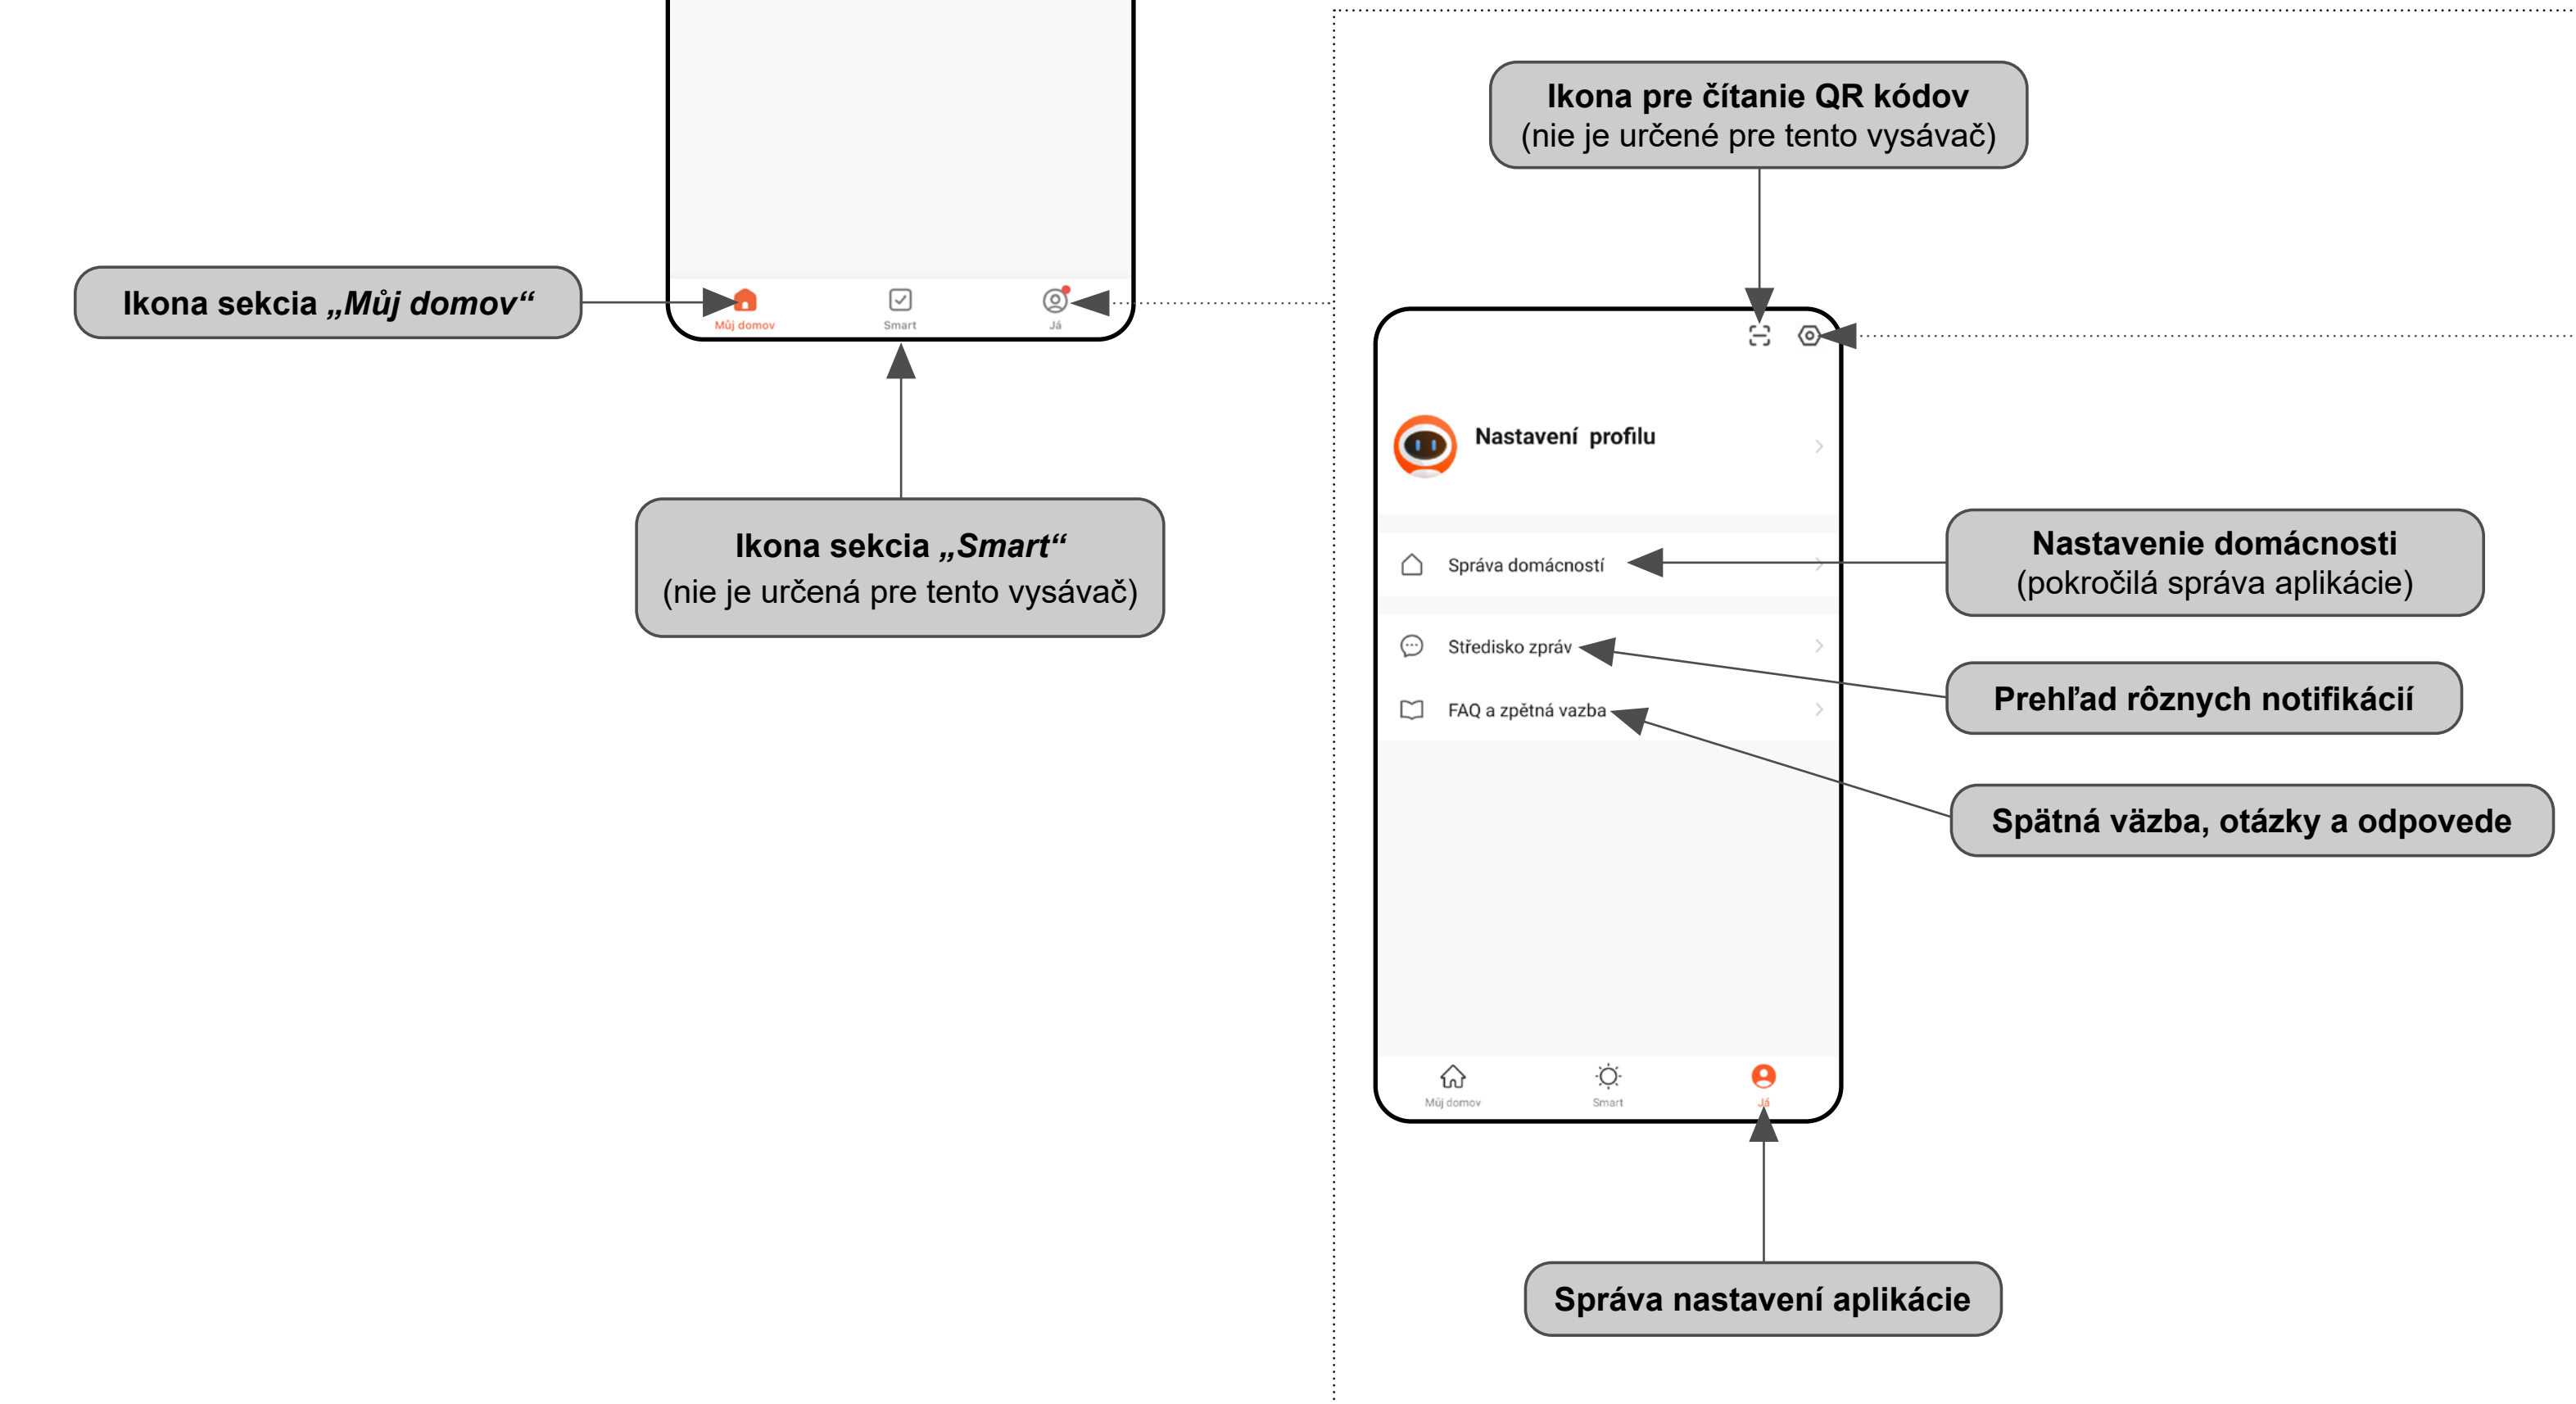 Ikona sekcia „Můj domov“
Můj domov
Smart
Já
Ikona sekcia „Smart“
(nie je určená pre tento vysávač)
Ikona pre čítanie QR kódov
(nie je určené pre tento vysávač)
Nastavení profilu
Správa domácností
Středisko zpráv
FAQ a zpětná vazba
Můj domov
Smart
Já
Nastavenie domácnosti
(pokročilá správa aplikácie)
Prehľad rôznych notifikácií
Spätná väzba, otázky a odpovede
Správa nastavení aplikácie